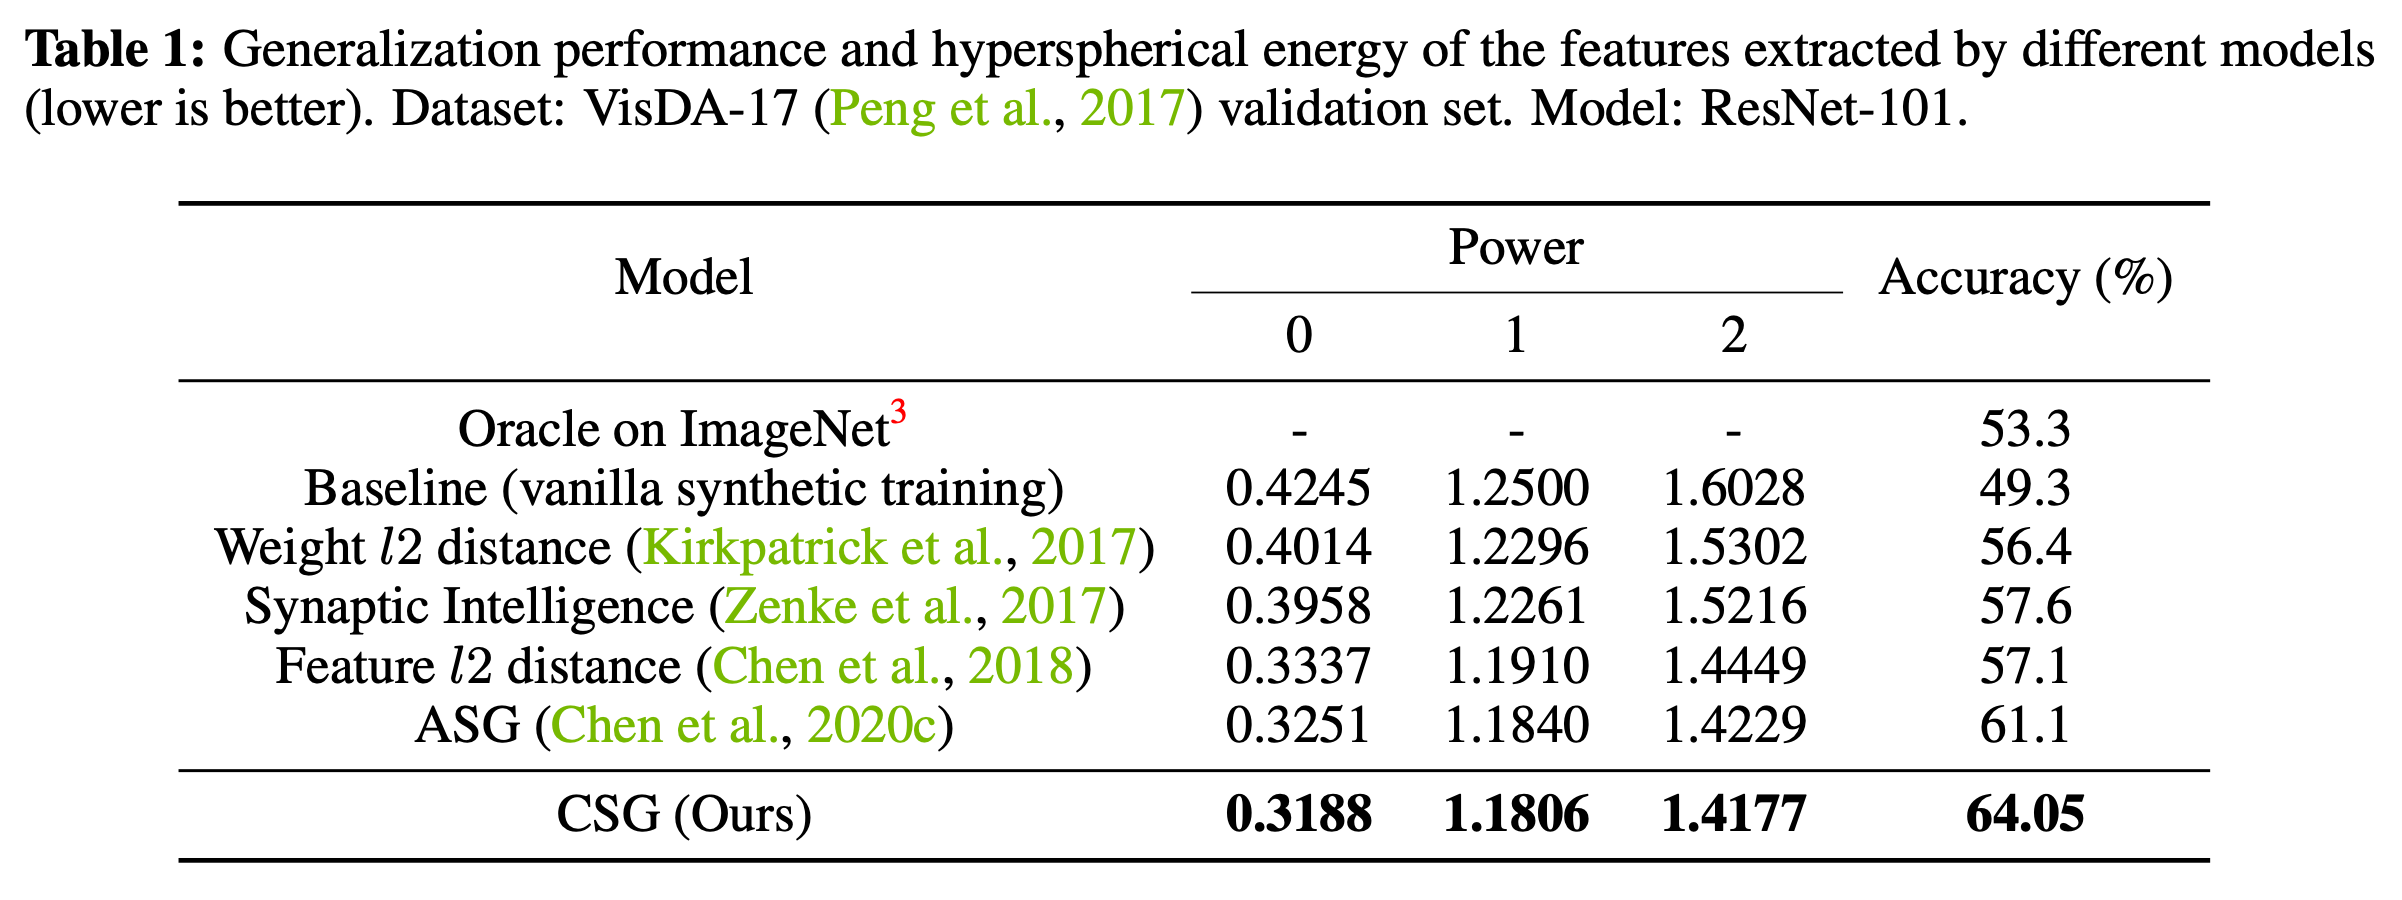 Table 1: Generalization performance and hyperspherical energy of the features extracted by different models
(lower is better). Dataset: VisDA-17 (Peng et al., 2017) validation set. Model: ResNet-101.
Model Power Accuracy (%)
0 1 2
Oracle on ImageNet3 - - - 53.3
Baseline (vanilla synthetic training) 0.4245 1.2500 1.6028 49.3
Weight l2 distance (Kirkpatrick et al., 2017) 0.4014 1.2296 1.5302 56.4
Synaptic Intelligence (Zenke et al., 2017) 0.3958 1.2261 1.5216 57.6
Feature l2 distance (Chen et al., 2018) 0.3337 1.1910 1.4449 57.1
ASG (Chen et al., 2020c) 0.3251 1.1840 1.4229 61.1
CSG (Ours) 0.3188 1.1806 1.4177 64.05